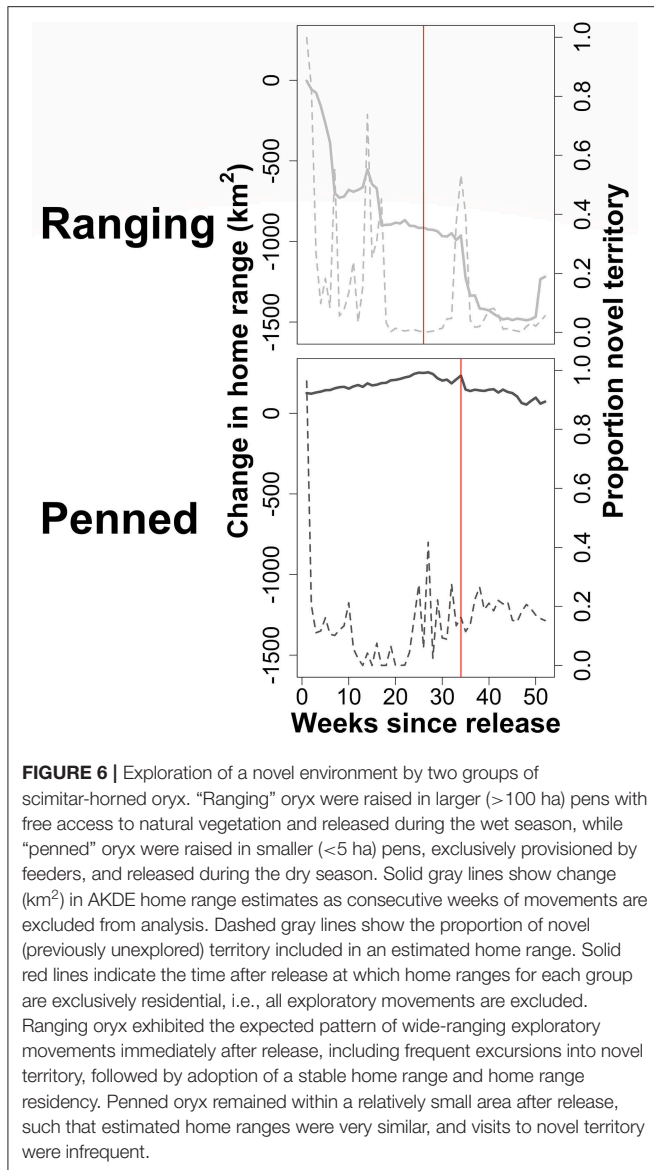 Ranging
Change in home range (km²)
0
-500
-1000
-1500
1.0
0.8
0.6
0.4
0.2
0.0
Proportion novel territory
Penned
0
-500
-1000
-1500
1.0
0.8
0.6
0.4
0.2
0.0
0 10 20 30 40 50
Weeks since release
FIGURE 6 | Exploration of a novel environment by two groups of
scimitar-horned oryx. “Ranging” oryx were raised in larger (>100 ha) pens with
free access to natural vegetation and released during the wet season, while
“penned” oryx were raised in smaller (<5 ha) pens, exclusively provisioned by
feeders, and released during the dry season. Solid gray lines show change
(km²) in AKDE home range estimates as consecutive weeks of movements are
excluded from analysis. Dashed gray lines show the proportion of novel
(previously unexplored) territory included in an estimated home range. Solid
red lines indicate the time after release at which home ranges for each group
are exclusively residential, i.e., all exploratory movements are excluded.
Ranging oryx exhibited the expected pattern of wide-ranging exploratory
movements immediately after release, including frequent excursions into novel
territory, followed by adoption of a stable home range and home range
residency. Penned oryx remained within a relatively small area after release,
such that estimated home ranges were very similar, and visits to novel territory
were infrequent.